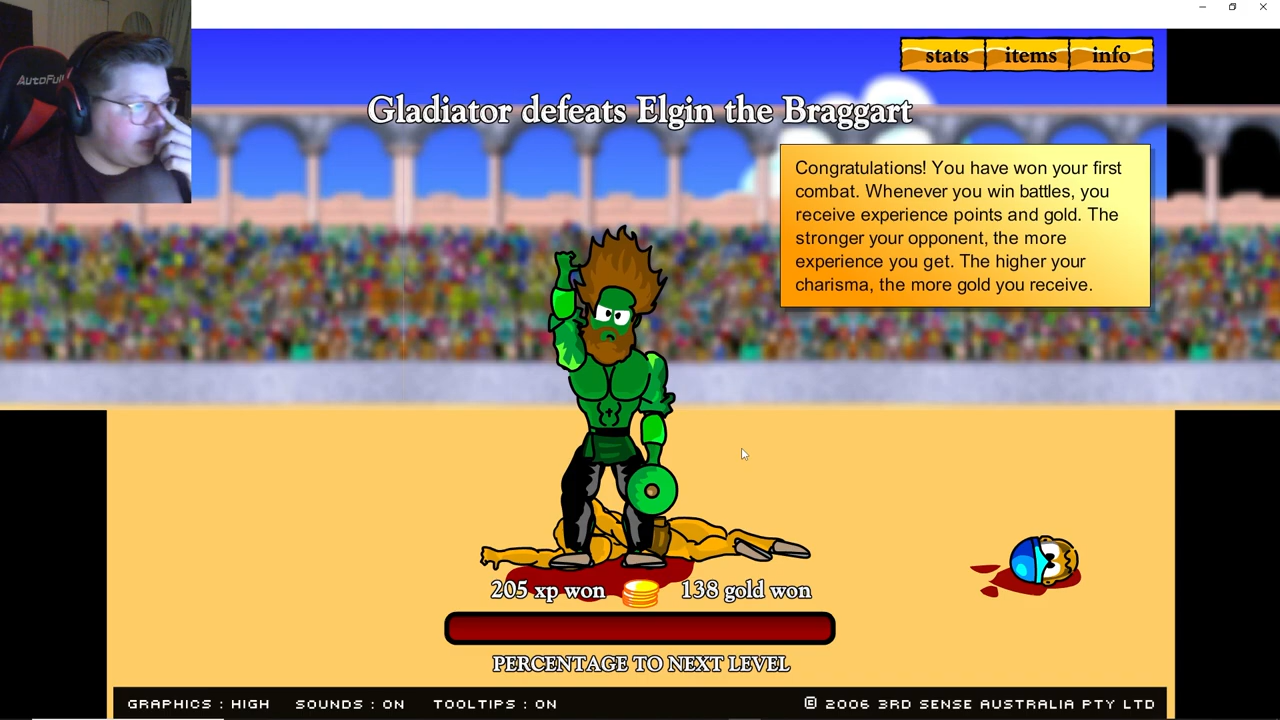 AutoFull
stats items info
Gladiator defeats Elgin the Braggart
Congratulations! You have won your first
combat. Whenever you win battles, you
receive experience points and gold. The
stronger your opponent, the more
experience you get. The higher your
charisma, the more gold you receive.
205 xp won 138 gold won
PERCENTAGE TO NEXT LEVEL
GRAPHICS : HIGH SOUNDS : ON TOOLTIPS : ON © 2006 3RD SENSE AUSTRALIA PTY LTD